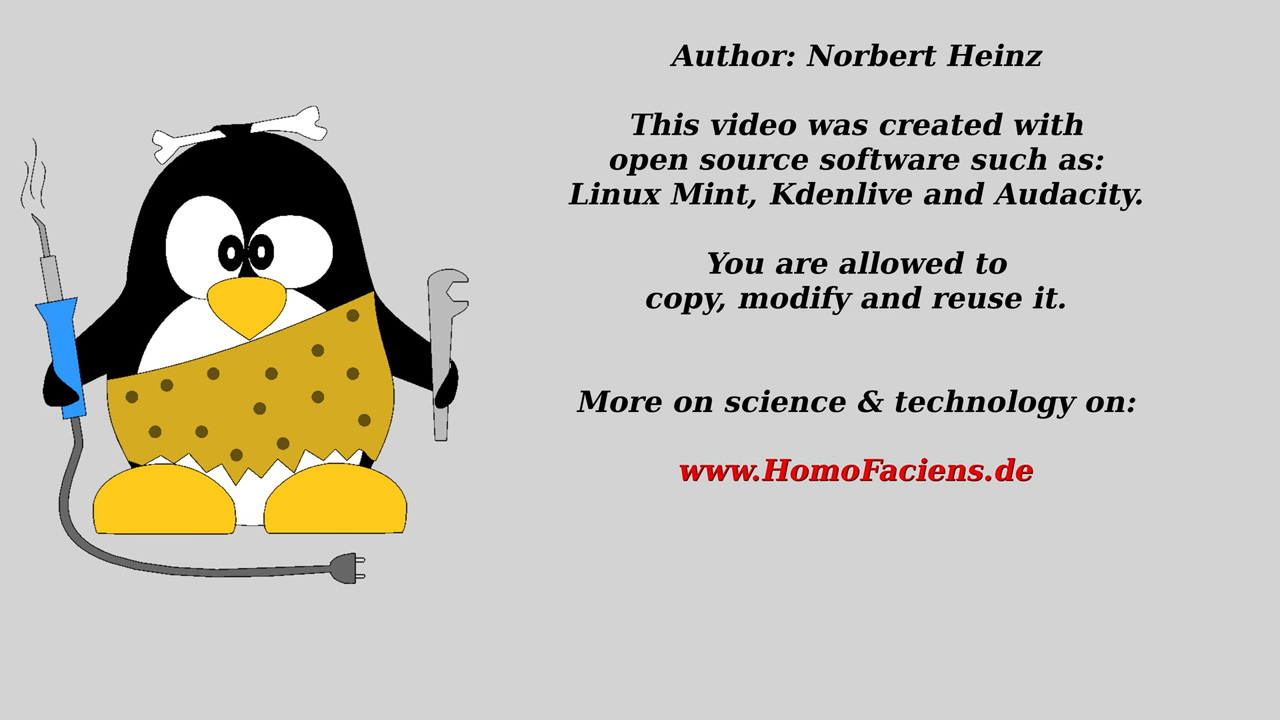 Author: Norbert Heinz
This video was created with
open source software such as:
Linux Mint, Kdenlive and Audacity.
You are allowed to
copy, modify and reuse it.
More on science & technology on:
www.HomoFaciens.de